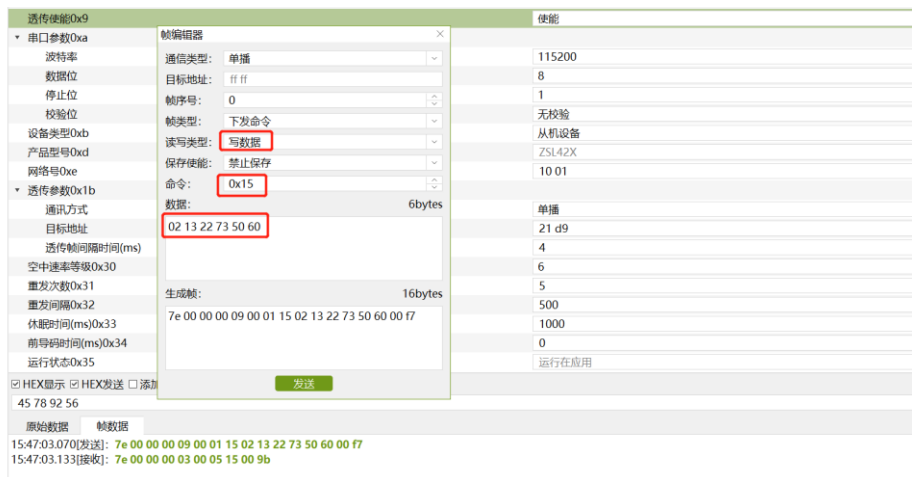 透传使能0x9 使能
串口参数0xa
波特率 115200
数据位 8
停止位 1
校验位 无校验
设备类型0xb 从机设备
产品型号0xd ZSL42X
网络号0xe 10 01
透传参数0x1b
通讯方式 单播
目标地址 21 d9
透传帧间隔时间(ms) 4
空中速率等级0x30 6
重发次数0x31 5
重发间隔0x32 500
休眠时间(ms)0x33 1000
前导码时间(ms)0x34 0
运行状态0x35 运行在应用
帧编辑器 ×
通信类型: 单播
目标地址: ff ff
帧序号: 0
帧类型: 下发命令
读写类型: 写数据
保存使能: 禁止保存
命令: 0x15
数据: 6bytes
02 13 22 73 50 60
生成帧: 16bytes
7e 00 00 00 09 00 01 15 02 13 22 73 50 60 00 f7
发送
HEX显示 HEX发送 添加
45 78 92 56
原始数据 帧数据
15:47:03.070[发送]: 7e 00 00 00 09 00 01 15 02 13 22 73 50 60 00 f7
15:47:03.133[接收]: 7e 00 00 00 03 00 05 15 00 9b